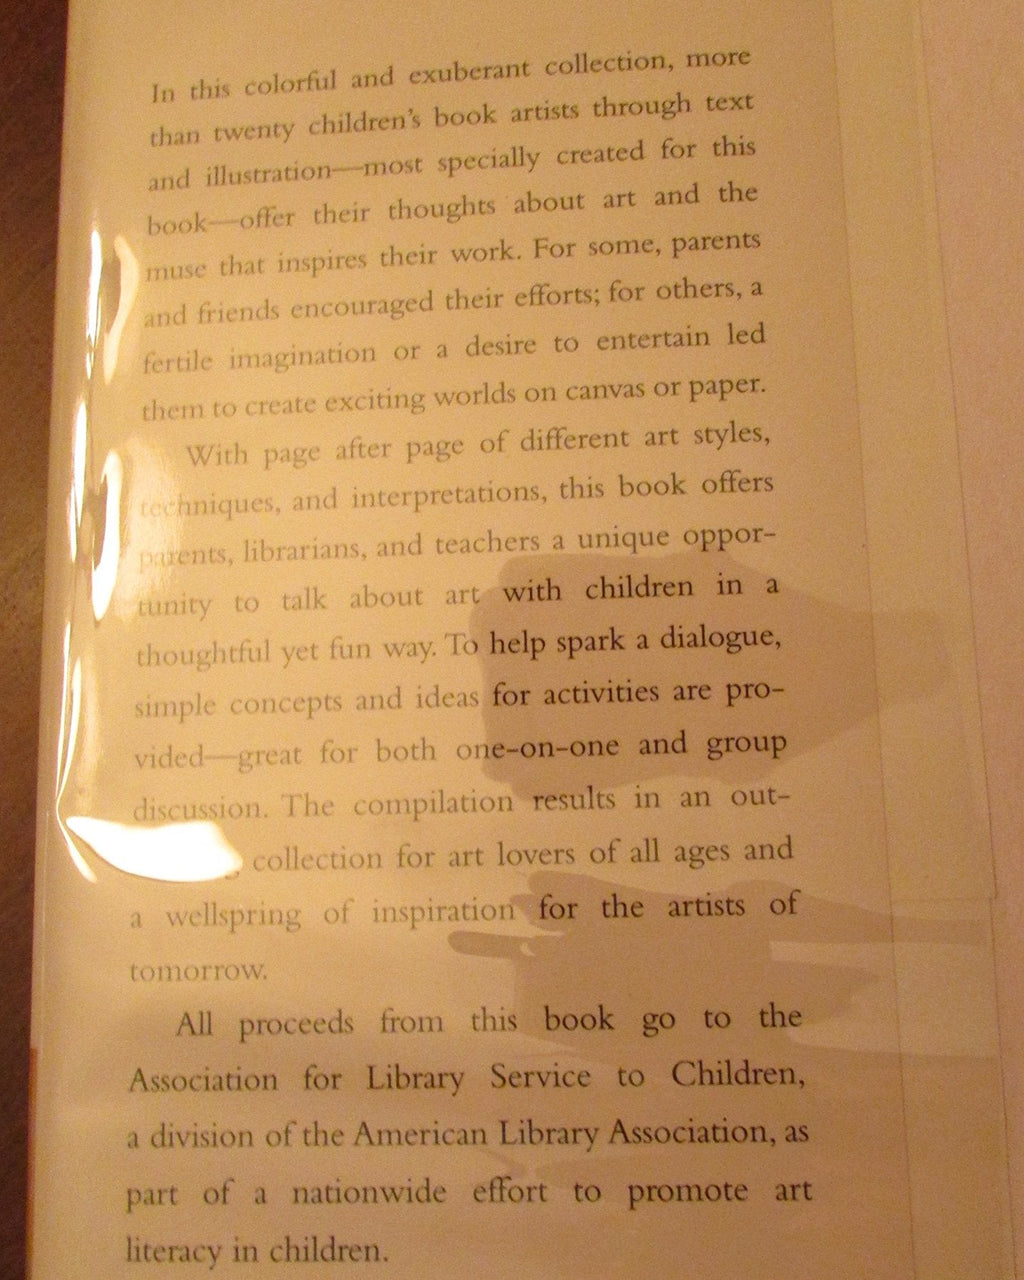 In this colorful and exuberant collection, more
than twenty children's book artists through text
and illustration—most specially created for this
book—offer their thoughts about art and the
muse that inspires their work. For some, parents
and friends encouraged their efforts; for others, a
fertile imagination or a desire to entertain led
them to create exciting worlds on canvas or paper.
With page after page of different art styles,
techniques, and interpretations, this book offers
parents, librarians, and teachers a unique oppor-
tunity to talk about art with children in a
thoughtful yet fun way. To help spark a dialogue,
simple concepts and ideas for activities are pro-
vided—great for both one-on-one and group
discussion. The compilation results in an out-
collection for art lovers of all ages and
a wellspring of inspiration for the artists of
tomorrow.
All proceeds from this book go to the
Association for Library Service to Children,
a division of the American Library Association, as
part of a nationwide effort to promote art
literacy in children.